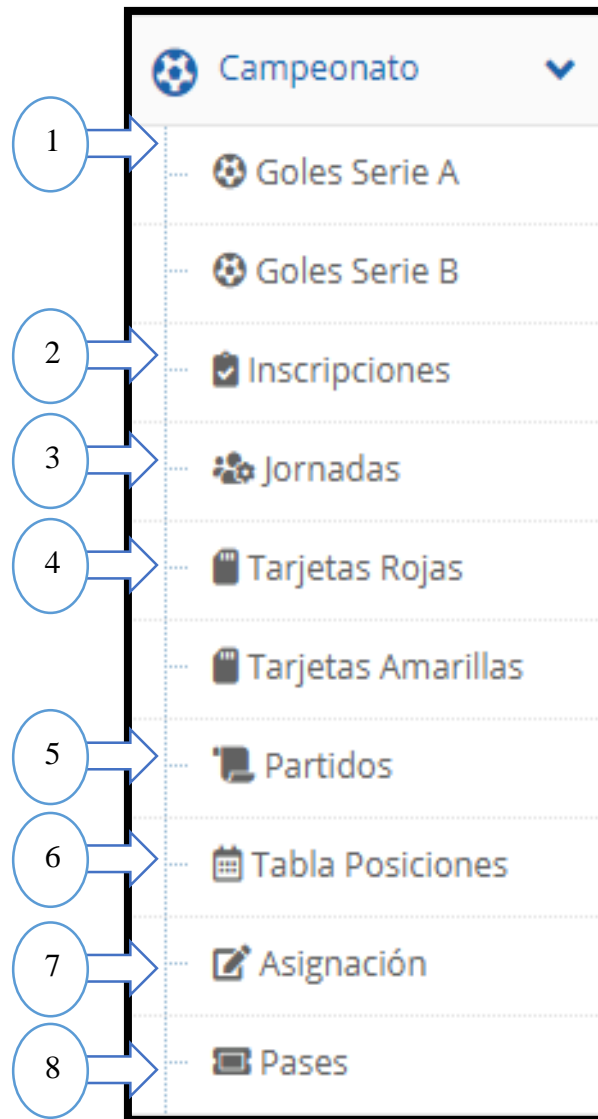 Campeonato
1
Goles Serie A
Goles Serie B
2
Inscripciones
3
Jornadas
4
Tarjetas Rojas
Tarjetas Amarillas
5
Partidos
6
Tabla Posiciones
7
Asignación
8
Pases